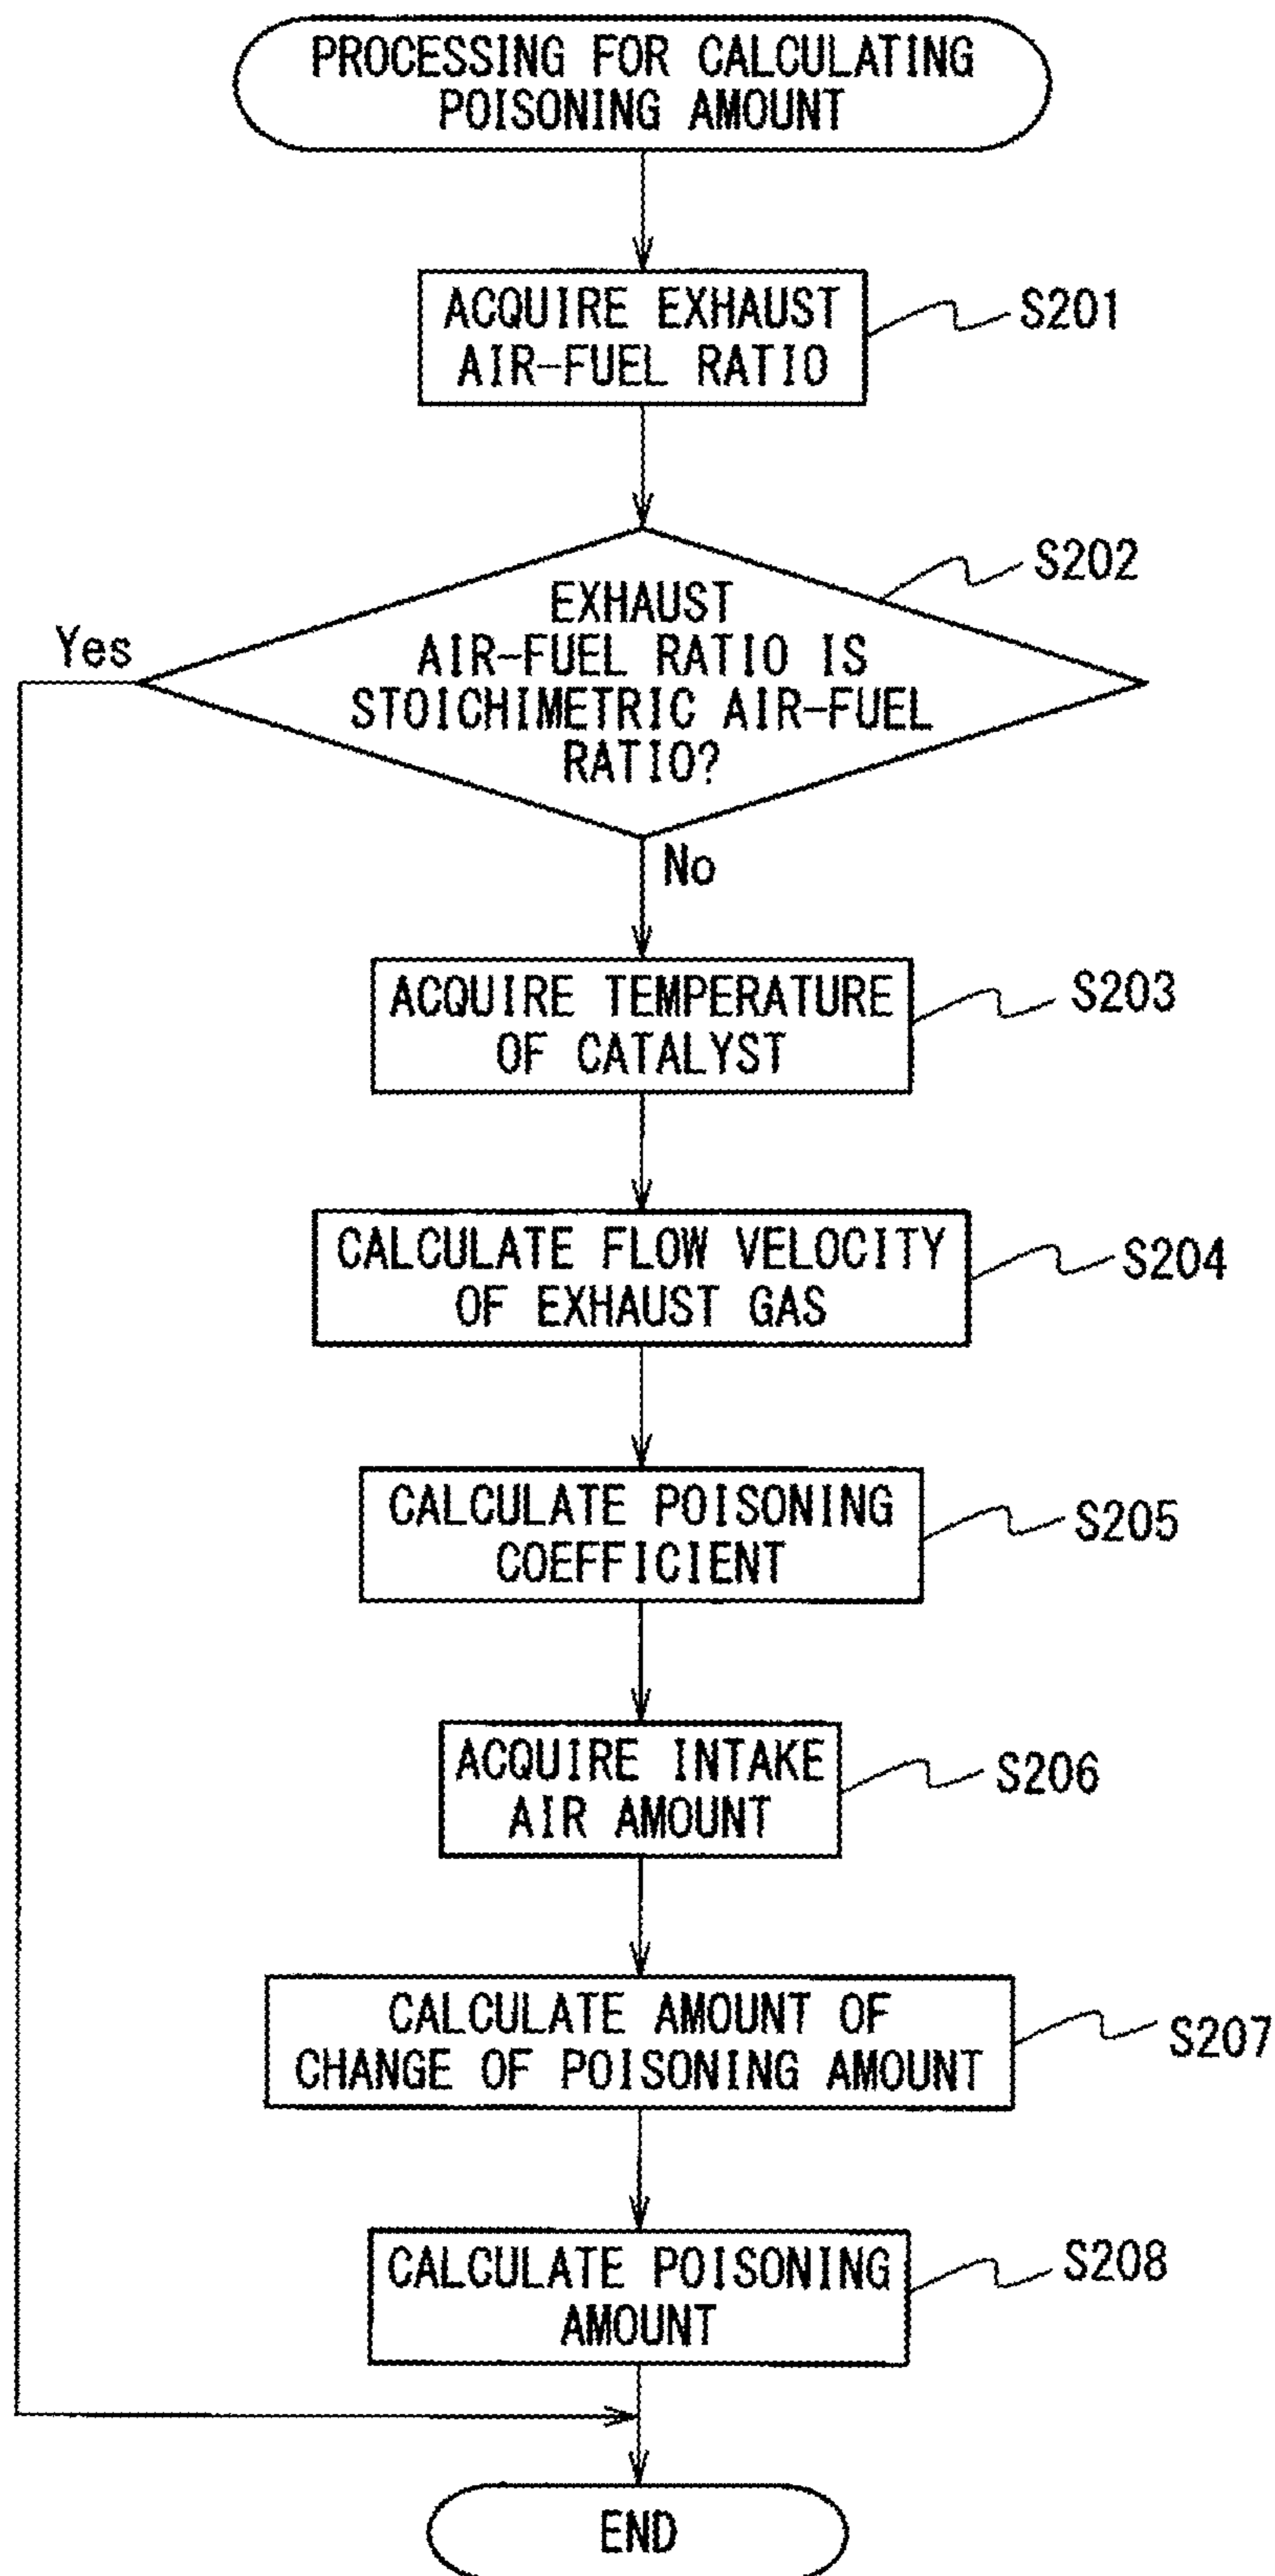 PROCESSING FOR CALCULATING
POISONING AMOUNT
ACQUIRE EXHAUST
AIR-FUEL RATIO
S201
S202
EXHAUST
AIR-FUEL RATIO IS
STOICHIMETRIC AIR-FUEL
RATIO?
Yes
No
ACQUIRE TEMPERATURE
OF CATALYST
S203
CALCULATE FLOW VELOCITY
OF EXHAUST GAS
S204
CALCULATE POISONING
COEFFICIENT
S205
ACQUIRE INTAKE
AIR AMOUNT
S206
CALCULATE AMOUNT OF
CHANGE OF POISONING AMOUNT
S207
CALCULATE POISONING
AMOUNT
S208
END